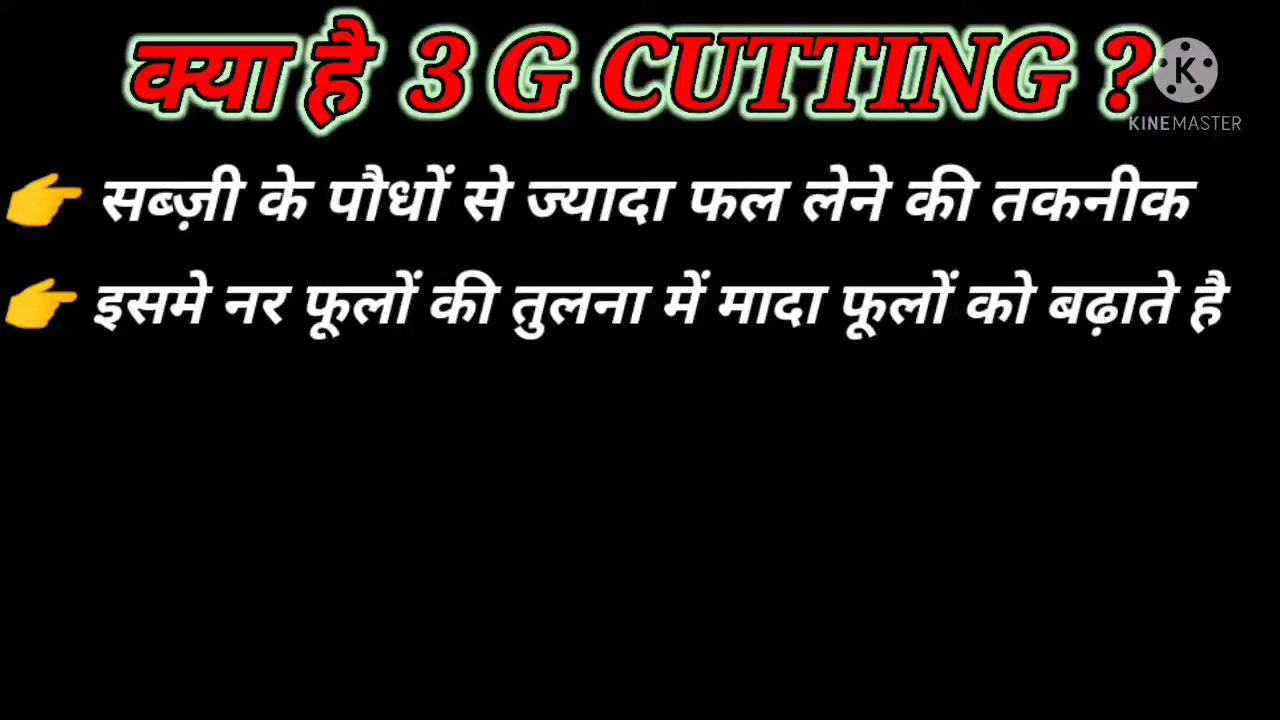 क्या है 3 G CUTTING ?
K
KINEMASTER
👉 सब्ज़ी के पौधों से ज्यादा फल लेने की तकनीक
👉 इसमे नर फूलों की तुलना में मादा फूलों को बढ़ाते है